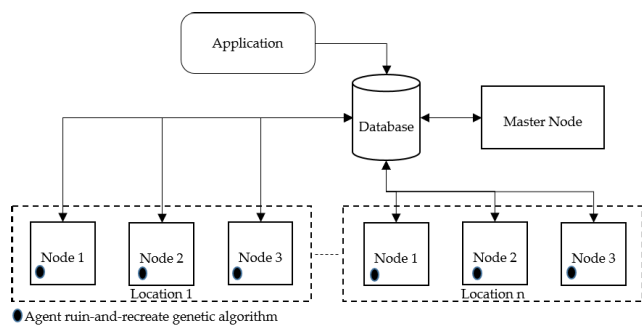 Application
Database
Master Node
Node 1
Node 2
Node 3
Node 1
Node 2
Node 3
Location 1
Location n
Agent ruin-and-recreate genetic algorithm